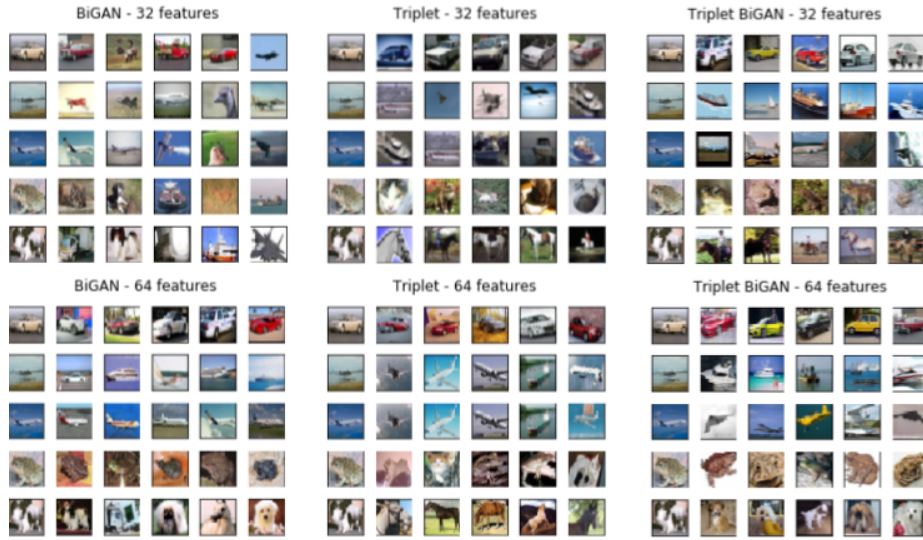 BiGAN - 32 features
Triplet - 32 features
Triplet BiGAN - 32 features
BiGAN - 64 features
Triplet - 64 features
Triplet BiGAN - 64 features